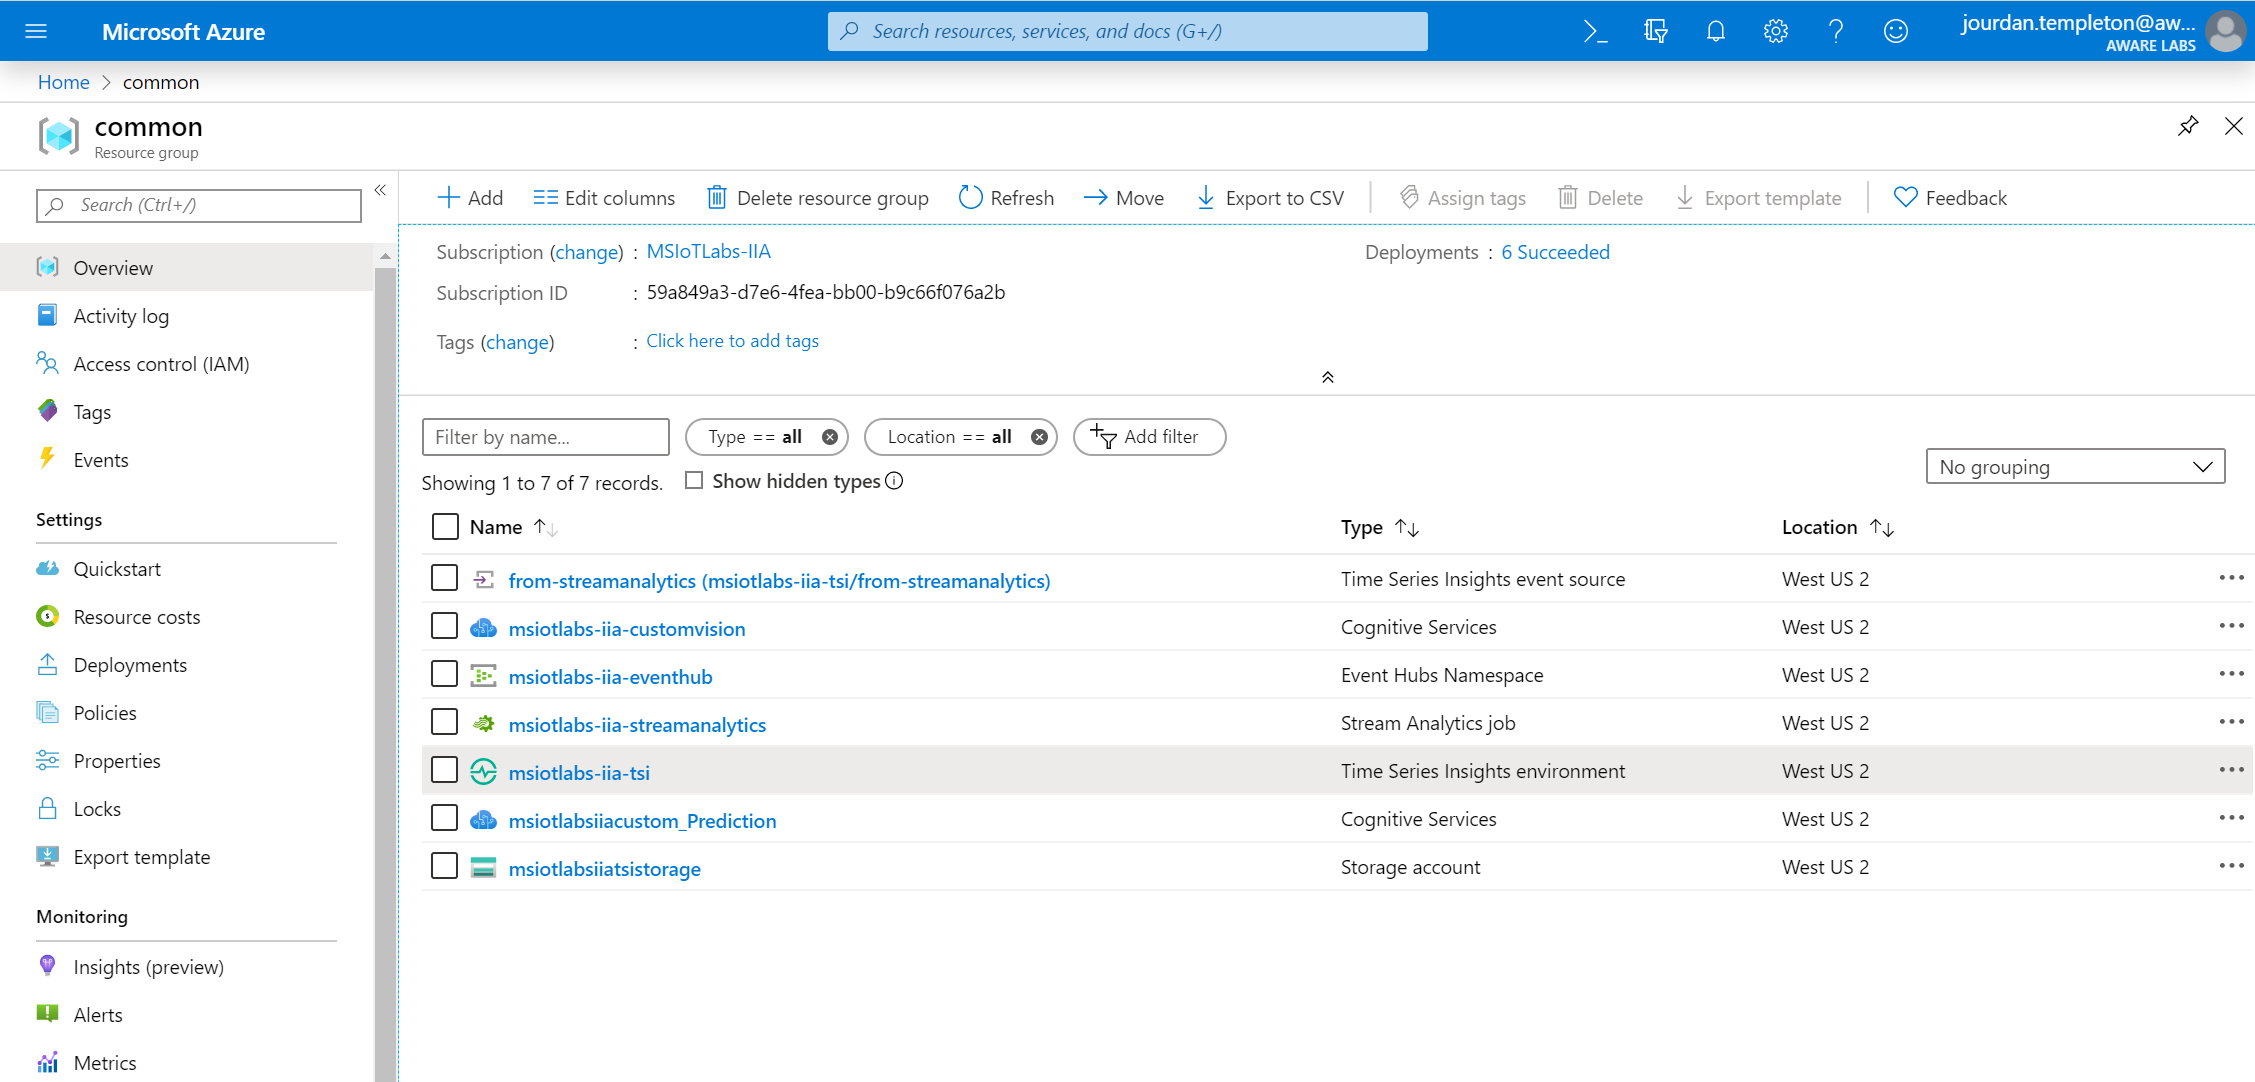 Microsoft Azure
Search resources, services, and docs (G+/)
jourdan.templeton@aw...
AWARE LABS
Home > common
common
Resource group
Search (Ctrl+/)
Overview
Activity log
Access control (IAM)
Tags
Events
Settings
Quickstart
Resource costs
Deployments
Policies
Properties
Locks
Export template
Monitoring
Insights (preview)
Alerts
Metrics
Add Edit columns Delete resource group Refresh Move Export to CSV Assign tags Delete Export template Feedback
Subscription (change) : MSIoTLabs-IIA Deployments : 6 Succeeded
Subscription ID : 59a849a3-d7e6-4fea-bb00-b9c66f076a2b
Tags (change) : Click here to add tags
Filter by name... Type == all Location == all Add filter
Showing 1 to 7 of 7 records. Show hidden types No grouping
Name Type Location
from-streamanalytics (msiotlabs-iia-tsi/from-streamanalytics) Time Series Insights event source West US 2
msiotlabs-iia-customvision Cognitive Services West US 2
msiotlabs-iia-eventhub Event Hubs Namespace West US 2
msiotlabs-iia-streamanalytics Stream Analytics job West US 2
msiotlabs-iia-tsi Time Series Insights environment West US 2
msiotlabsiiacustom_Prediction Cognitive Services West US 2
msiotlabsiiatsistorage Storage account West US 2